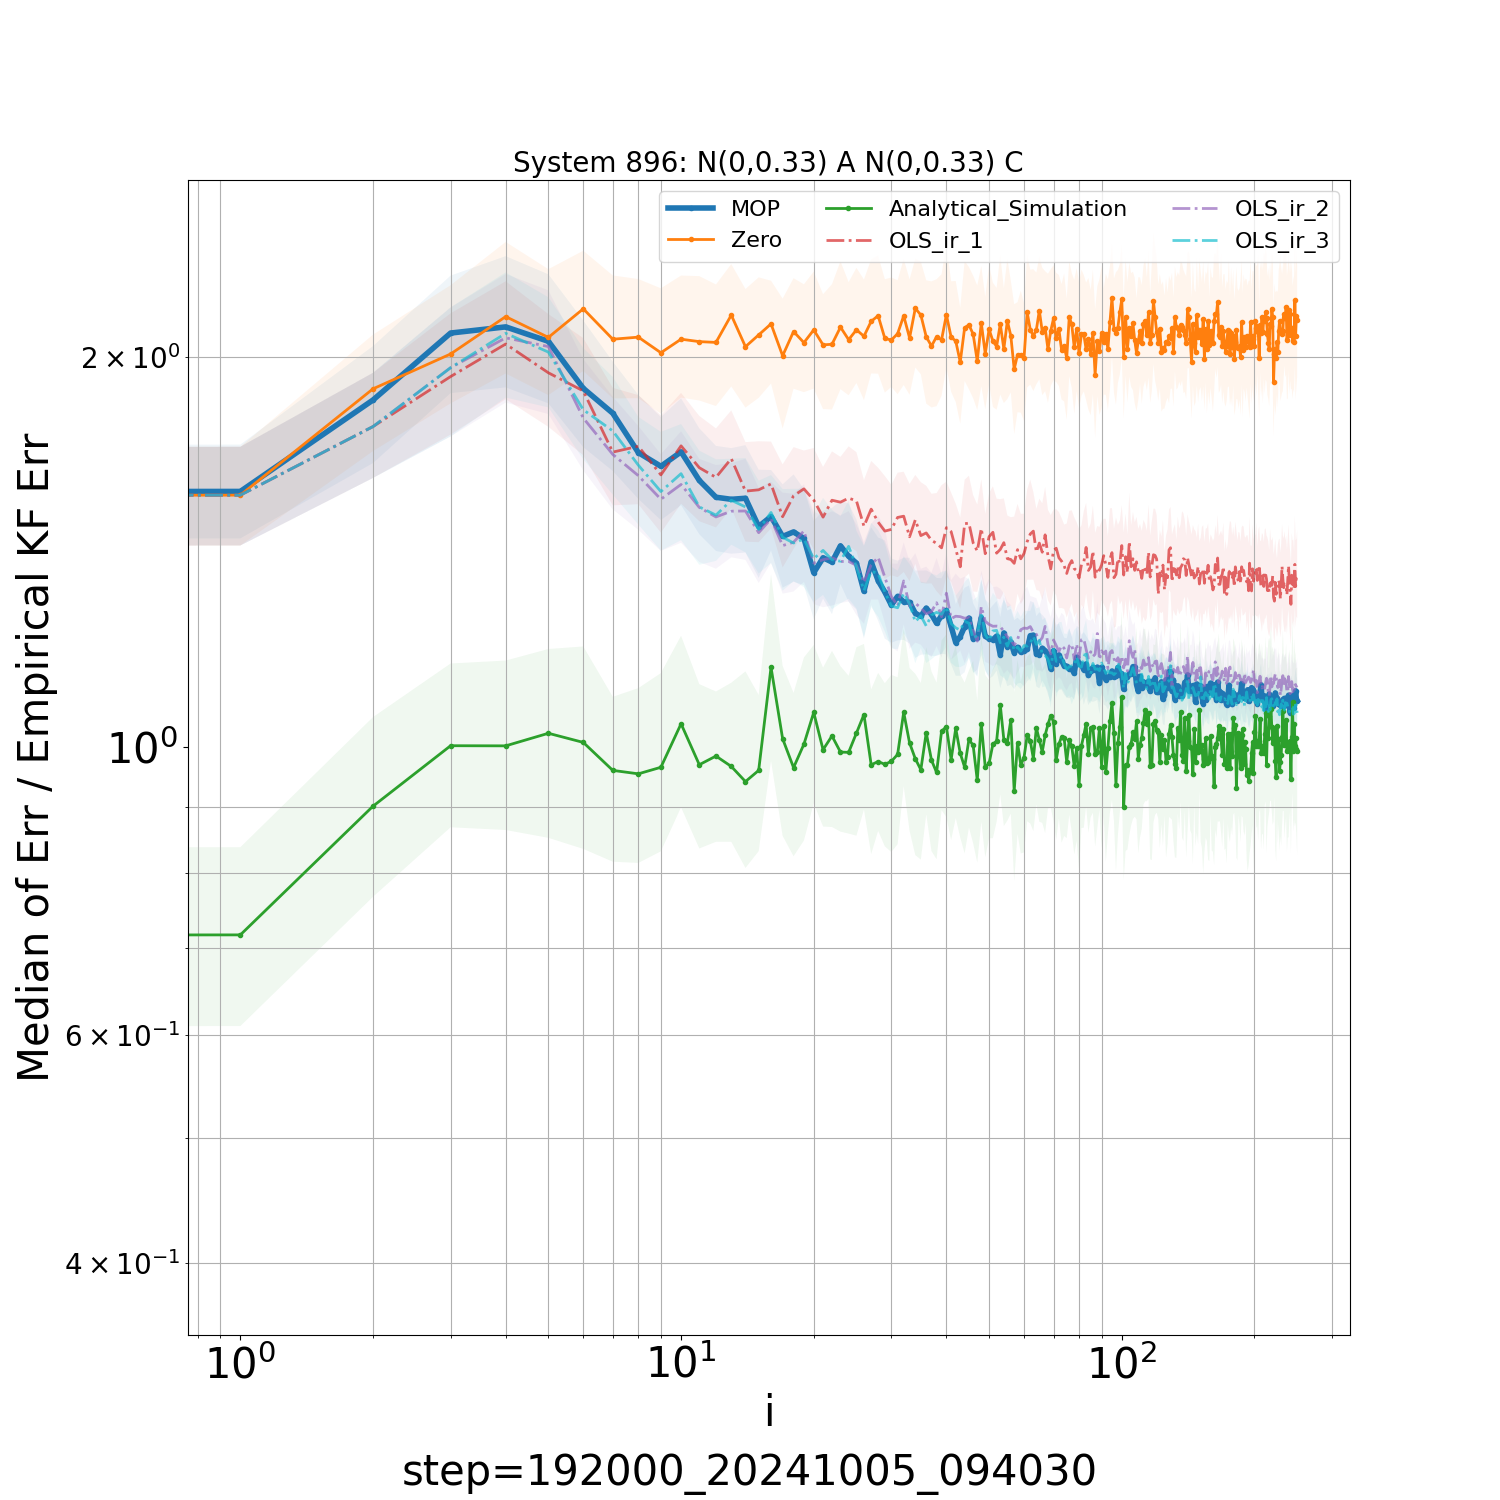 System 896: N(0,0.33) A N(0,0.33) C
MOP
Zero
Analytical_Simulation
OLS_ir_1
OLS_ir_2
OLS_ir_3
Median of Err / Empirical KF Err
2 × 10⁰
10⁰
6 × 10⁻¹
4 × 10⁻¹
10⁰ 10¹ 10²
i
step=192000_20241005_094030